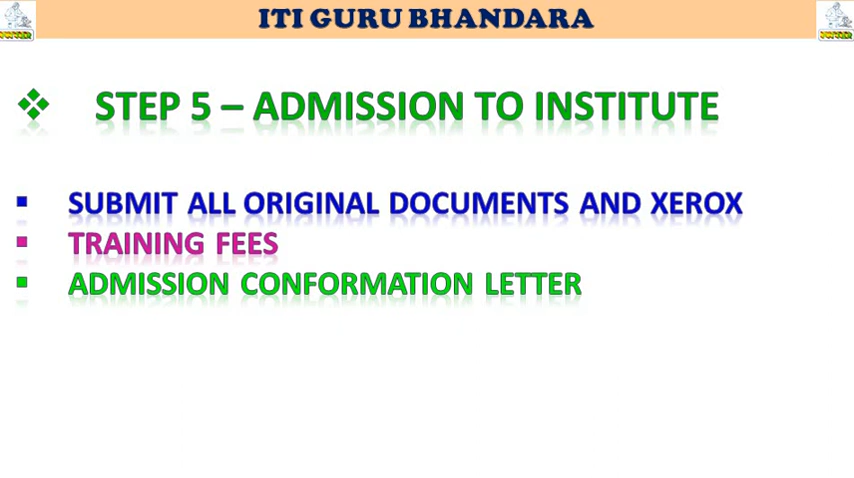 ITI GURU BHANDARA
❖ STEP 5 – ADMISSION TO INSTITUTE
▪ SUBMIT ALL ORIGINAL DOCUMENTS AND XEROX
▪ TRAINING FEES
▪ ADMISSION CONFORMATION LETTER